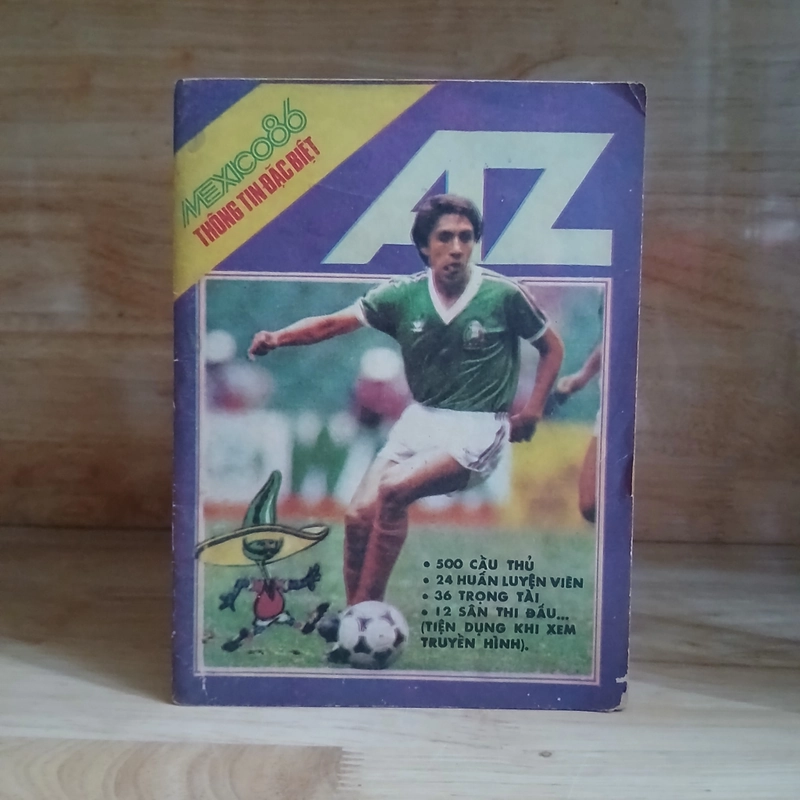 MEXICO86
THÔNG TIN ĐẶC BIỆT
AZ
• 500 CẦU THỦ
• 24 HUẤN LUYỆN VIÊN
• 36 TRỌNG TÀI
• 12 SÂN THI ĐẤU...
(TIỆN DỤNG KHI XEM
TRUYỀN HÌNH).